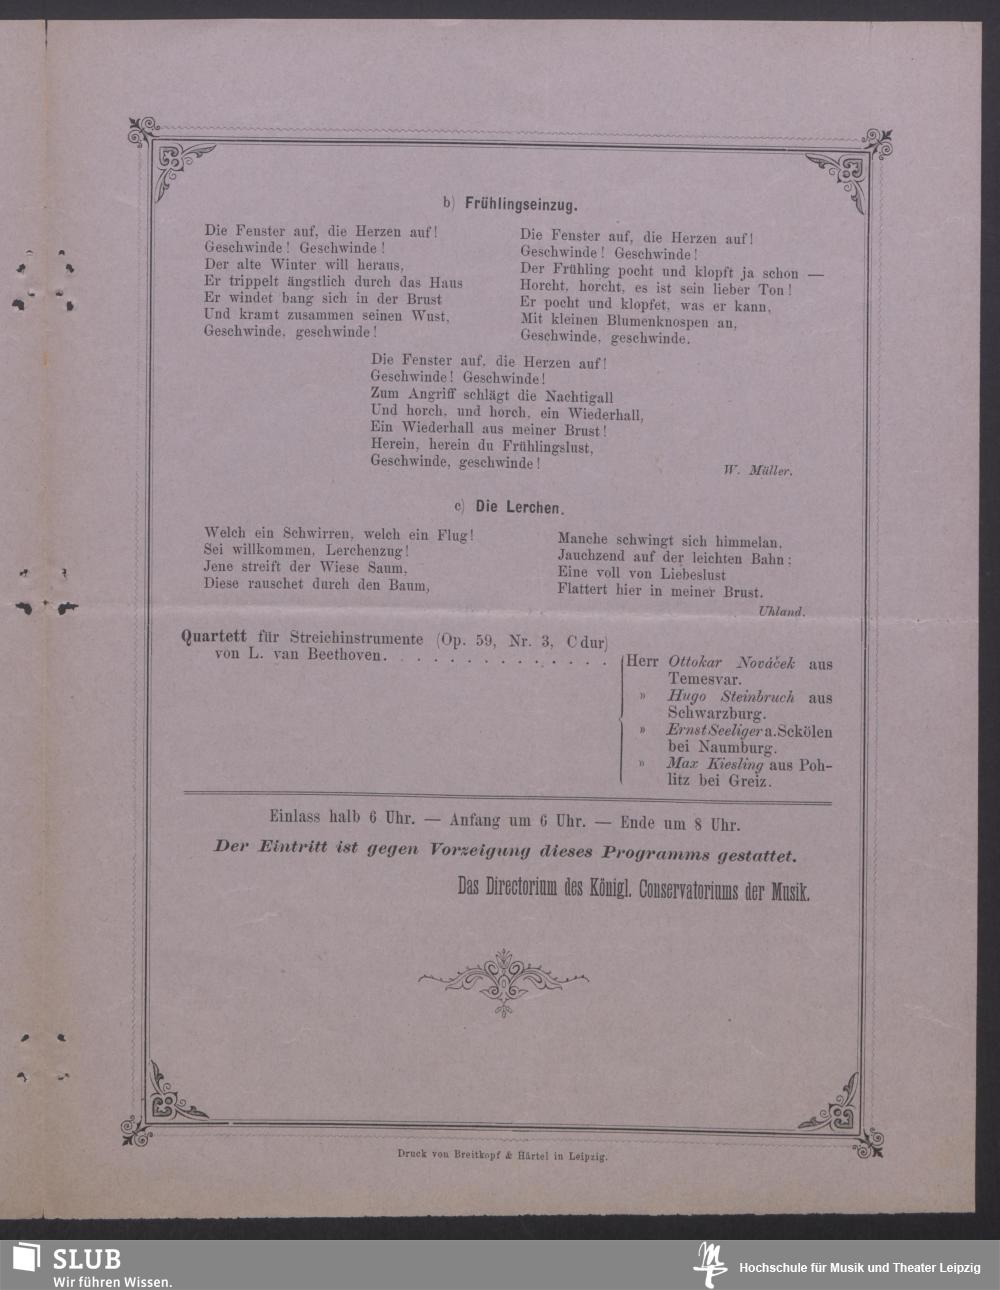 b) Frühlingseinzug.
Die Fenster auf, die Herzen auf!
Geschwinde! Geschwinde!
Der alte Winter will heraus,
Er trippelt ängstlich durch das Haus
Er windet bang sich in der Brust
Und kramt zusammen seinen Wust,
Geschwinde, geschwinde!
Die Fenster auf, die Herzen auf!
Geschwinde! Geschwinde!
Der Frühling pocht und klopft ja schon —
Horcht, horcht, es ist sein lieber Ton!
Er pocht und klopfet, was er kann,
Mit kleinen Blumenknospen an,
Geschwinde, geschwinde.
Die Fenster auf, die Herzen auf!
Geschwinde! Geschwinde!
Zum Angriff schlägt die Nachtigall
Und horch, und horch, ein Wiederhall,
Ein Wiederhall aus meiner Brust!
Herein, herein du Frühlingslust,
Geschwinde, geschwinde!
W. Müller.
c) Die Lerchen.
Welch ein Schwirren, welch ein Flug!
Sei willkommen, Lerchenzug!
Jene streift der Wiese Saum,
Diese rauschet durch den Baum,
Manche schwingt sich himmelan,
Jauchzend auf der leichten Bahn;
Eine voll von Liebeslust
Flattert hier in meiner Brust.
Uhland.
Quartett für Streichinstrumente (Op. 59, Nr. 3, Cdur)
von L. van Beethoven. . . . . . . . . . . . . .
Herr Ottokar Nováček aus
Temesvar.
» Hugo Steinbruch aus
Schwarzburg.
» Ernst Seeliger a. Sckölen
bei Naumburg.
» Max Kiesling aus Poh-
litz bei Greiz.
Einlass halb 6 Uhr. — Anfang um 6 Uhr. — Ende um 8 Uhr.
Der Eintritt ist gegen Vorzeigung dieses Programms gestattet.
Das Directorium des Königl. Conservatoriums der Musik.
Druck von Breitkopf & Härtel in Leipzig.
SLUB
Wir führen Wissen.
Hochschule für Musik und Theater Leipzig